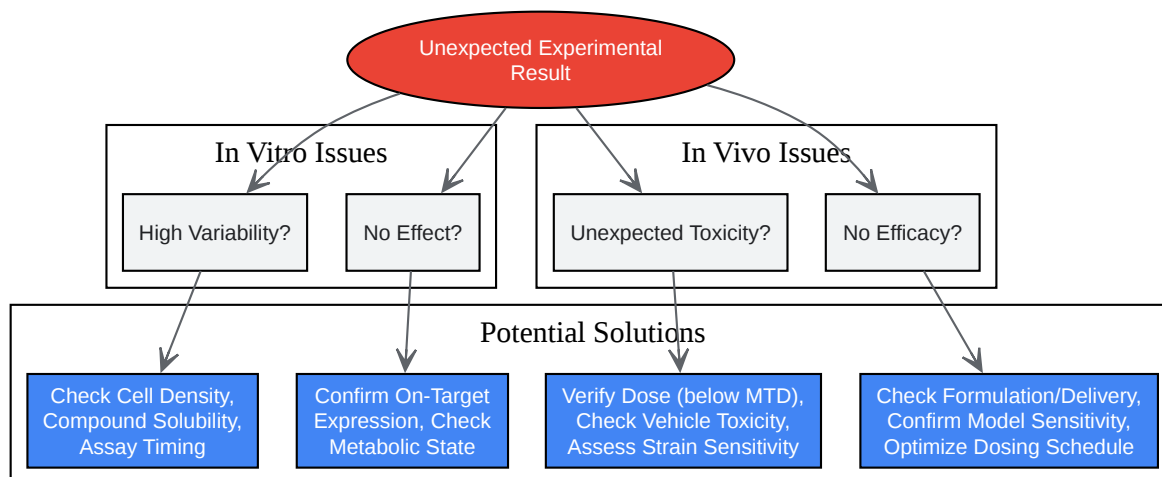 Unexpected Experimental
Result
In Vitro Issues
In Vivo Issues
High Variability?
No Effect?
Unexpected Toxicity?
No Efficacy?
Potential Solutions
Check Cell Density,
Compound Solubility,
Assay Timing
Confirm On-Target
Expression, Check
Metabolic State
Verify Dose (below MTD),
Check Vehicle Toxicity,
Assess Strain Sensitivity
Check Formulation/Delivery,
Confirm Model Sensitivity,
Optimize Dosing Schedule